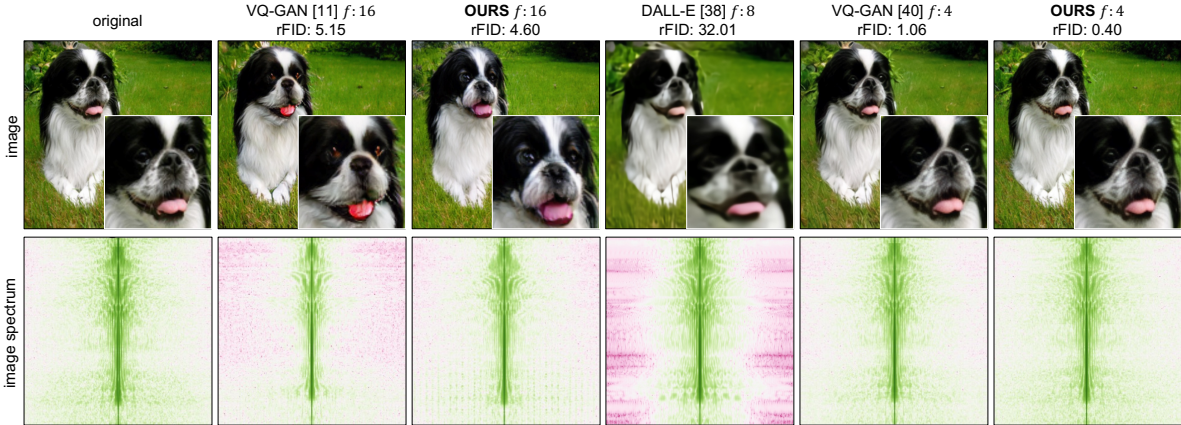 original
VQ-GAN [11] f: 16
rFID: 5.15
OURS f: 16
rFID: 4.60
DALL-E [38] f: 8
rFID: 32.01
VQ-GAN [40] f: 4
rFID: 1.06
OURS f: 4
rFID: 0.40
image
image spectrum